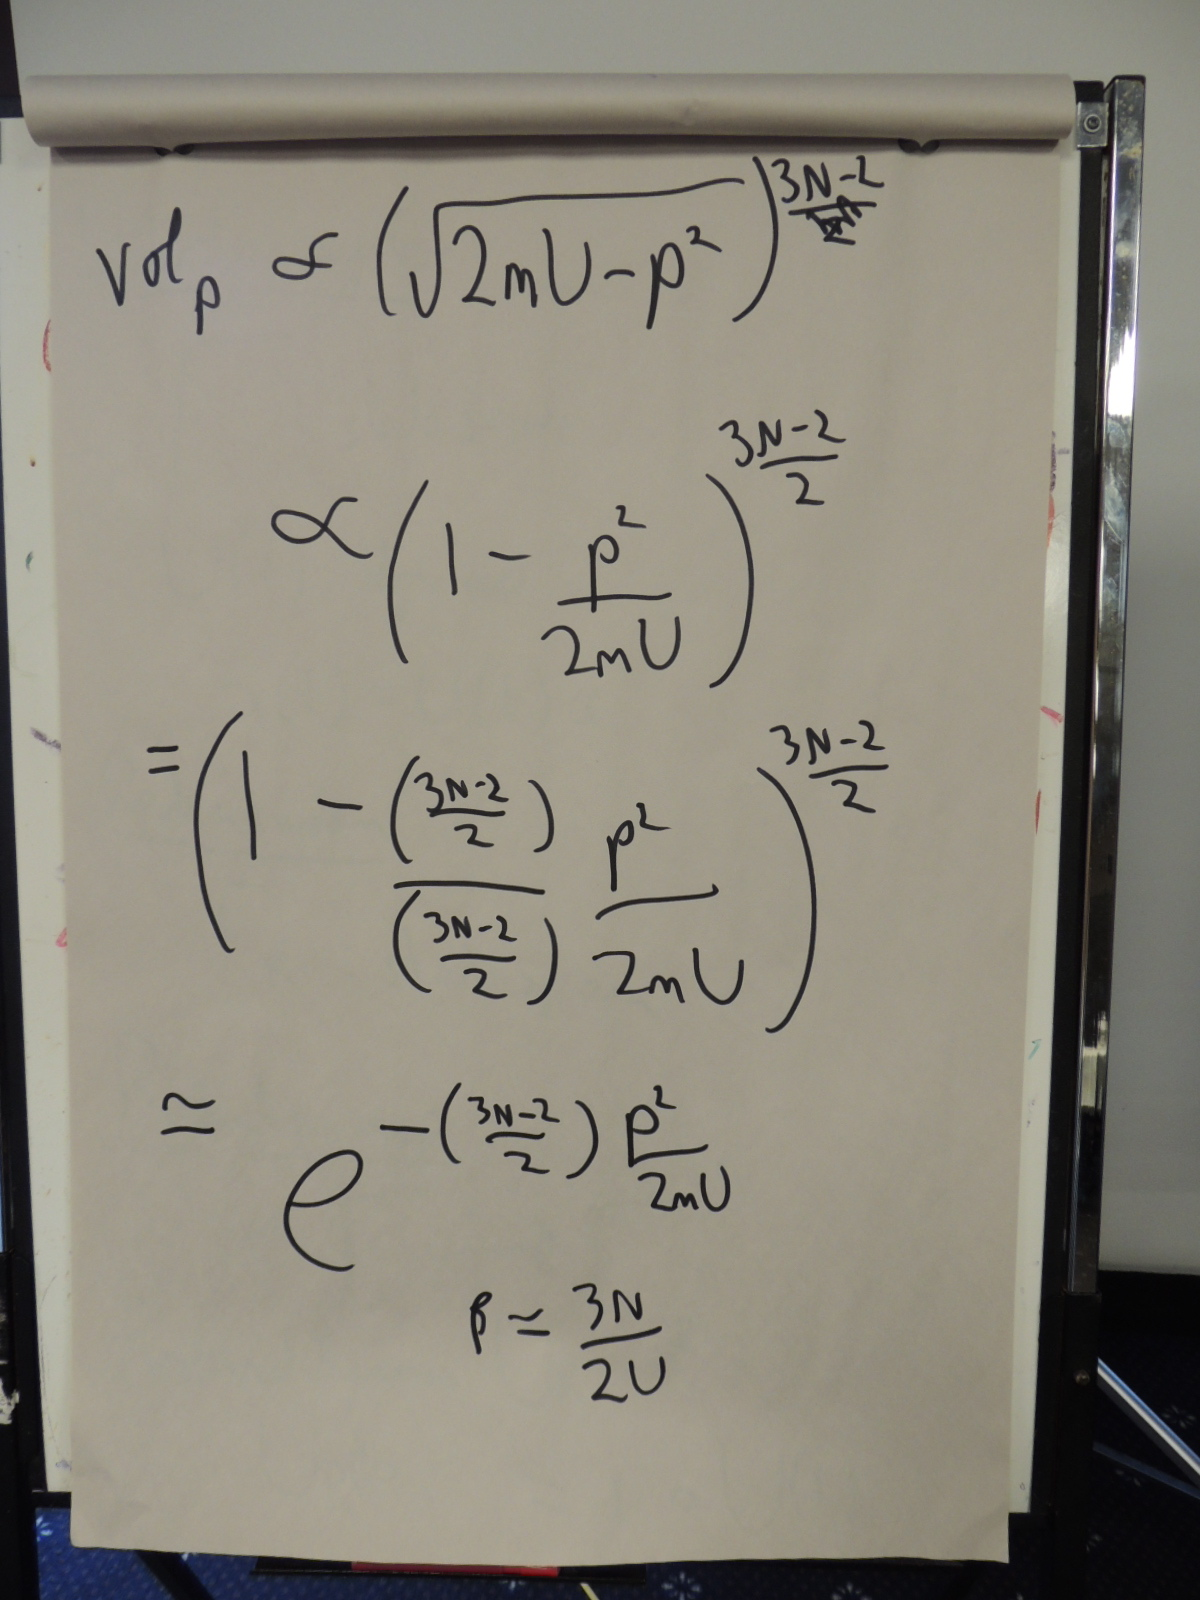 vol_p ∝ (√(2mU - p²))^(3N-2)
∝ (1 - p²/2mU)^((3N-2)/2)
= (1 - ((3N-2)/2)/((3N-2)/2) p²/2mU)^((3N-2)/2)
≃ e^(-((3N-2)/2) p²/2mU)
β ≃ 3N/2U